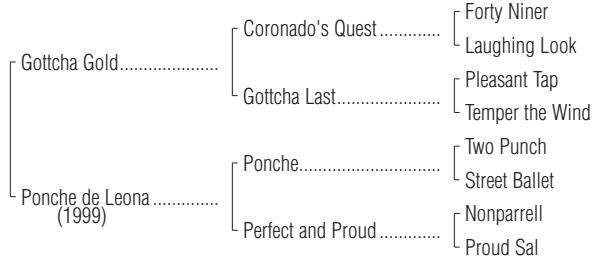 Forty Niner
Coronado's Quest.............
Laughing Look
Gottcha Gold.....................
Pleasant Tap
Gottcha Last......................
Temper the Wind
Two Punch
Ponche..............................
Street Ballet
Ponche de Leona..............
(1999)
Nonparrell
Perfect and Proud.............
Proud Sal